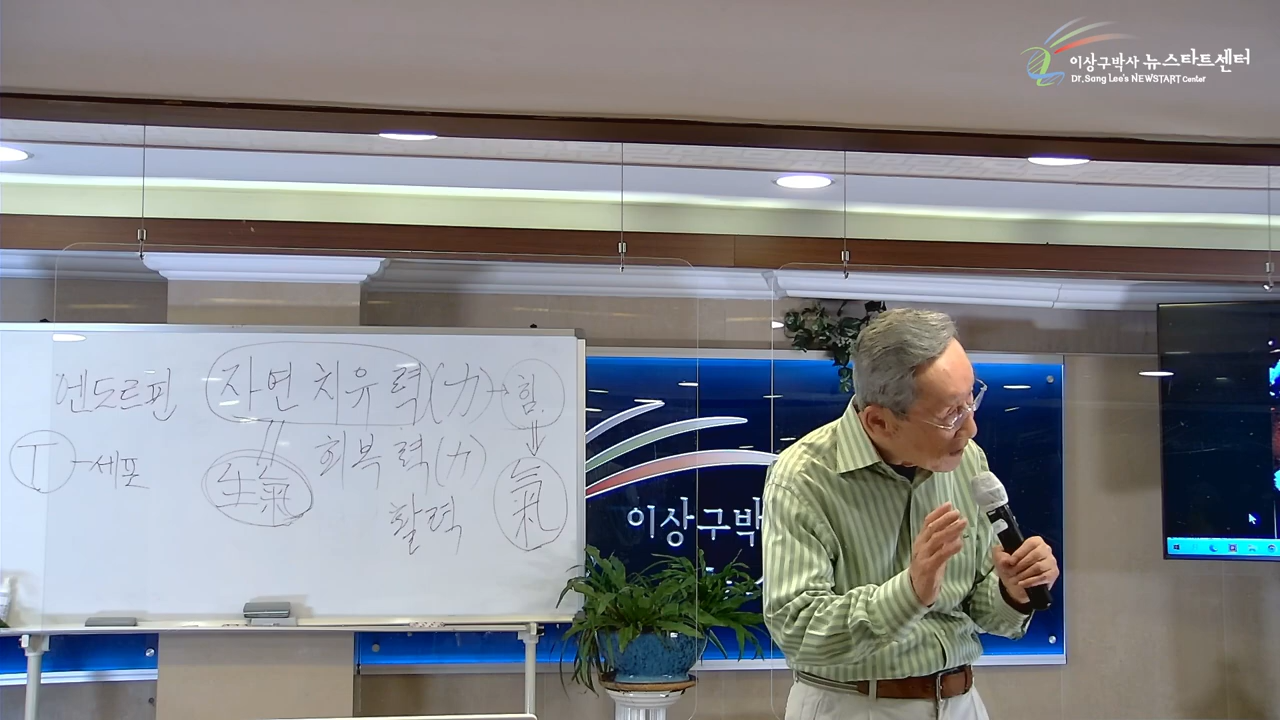 이상구박사 뉴스타트센터
Dr.Sang Lee's NEWSTART Center
엔도르핀 자연치유력(力)→힘
T-세포 生氣 회복력(力) 氣
활력
이상구박